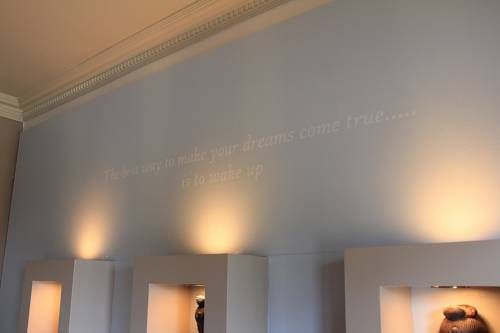 The best way to make your dreams come true.....
is to wake up